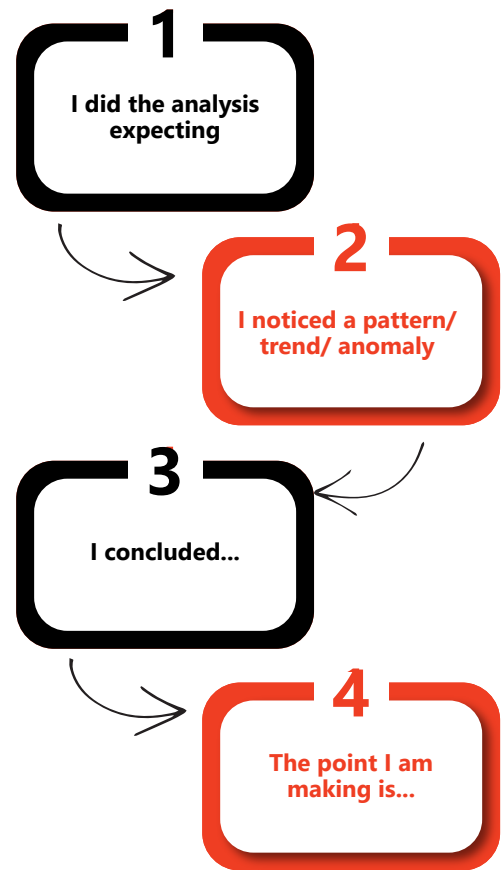 1
I did the analysis
expecting
2
I noticed a pattern/
trend/ anomaly
3
I concluded...
4
The point I am
making is...